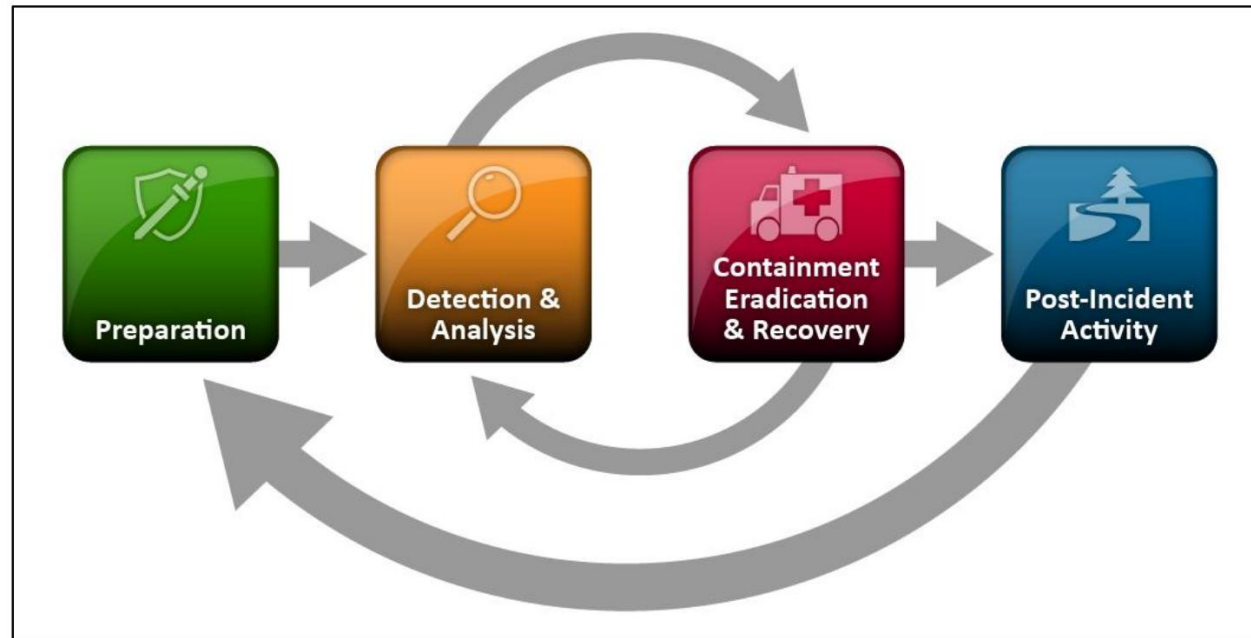 Preparation
Detection &
Analysis
Containment
Eradication
& Recovery
Post-Incident
Activity